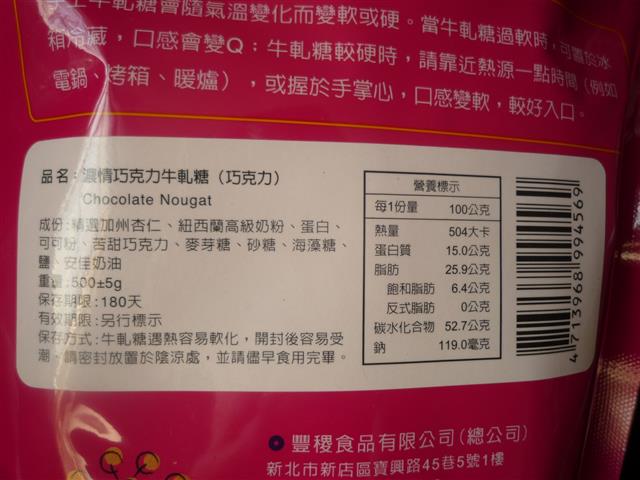 牛軋糖會隨氣溫變化而變軟或硬。當牛軋糖過軟時,可置於冰
箱冷藏,口感會變Q:牛軋糖較硬時,請靠近熱源一點時間(例如
電鍋、烤箱、暖爐),或握於手掌心,口感變軟,較好入口。
品名:濃情巧克力牛軋糖(巧克力)
Chocolate Nougat
成份:精選加州杏仁、紐西蘭高級奶粉、蛋白、
可可粉、苦甜巧克力、麥芽糖、砂糖、海藻糖、
鹽、安佳奶油
重量:500±5g
保存期限:180天
有效期限:另行標示
保存方式:牛軋糖遇熱容易軟化,開封後容易受
潮,請密封放置於陰涼處,並請儘早食用完畢。
營養標示
每1份量 100公克
熱量 504大卡
蛋白質 15.0公克
脂肪 25.9公克
飽和脂肪 6.4公克
反式脂肪 0公克
碳水化合物 52.7公克
鈉 119.0毫克
4713968994569
豐稷食品有限公司(總公司)
新北市新店區寶興路45巷5號1樓